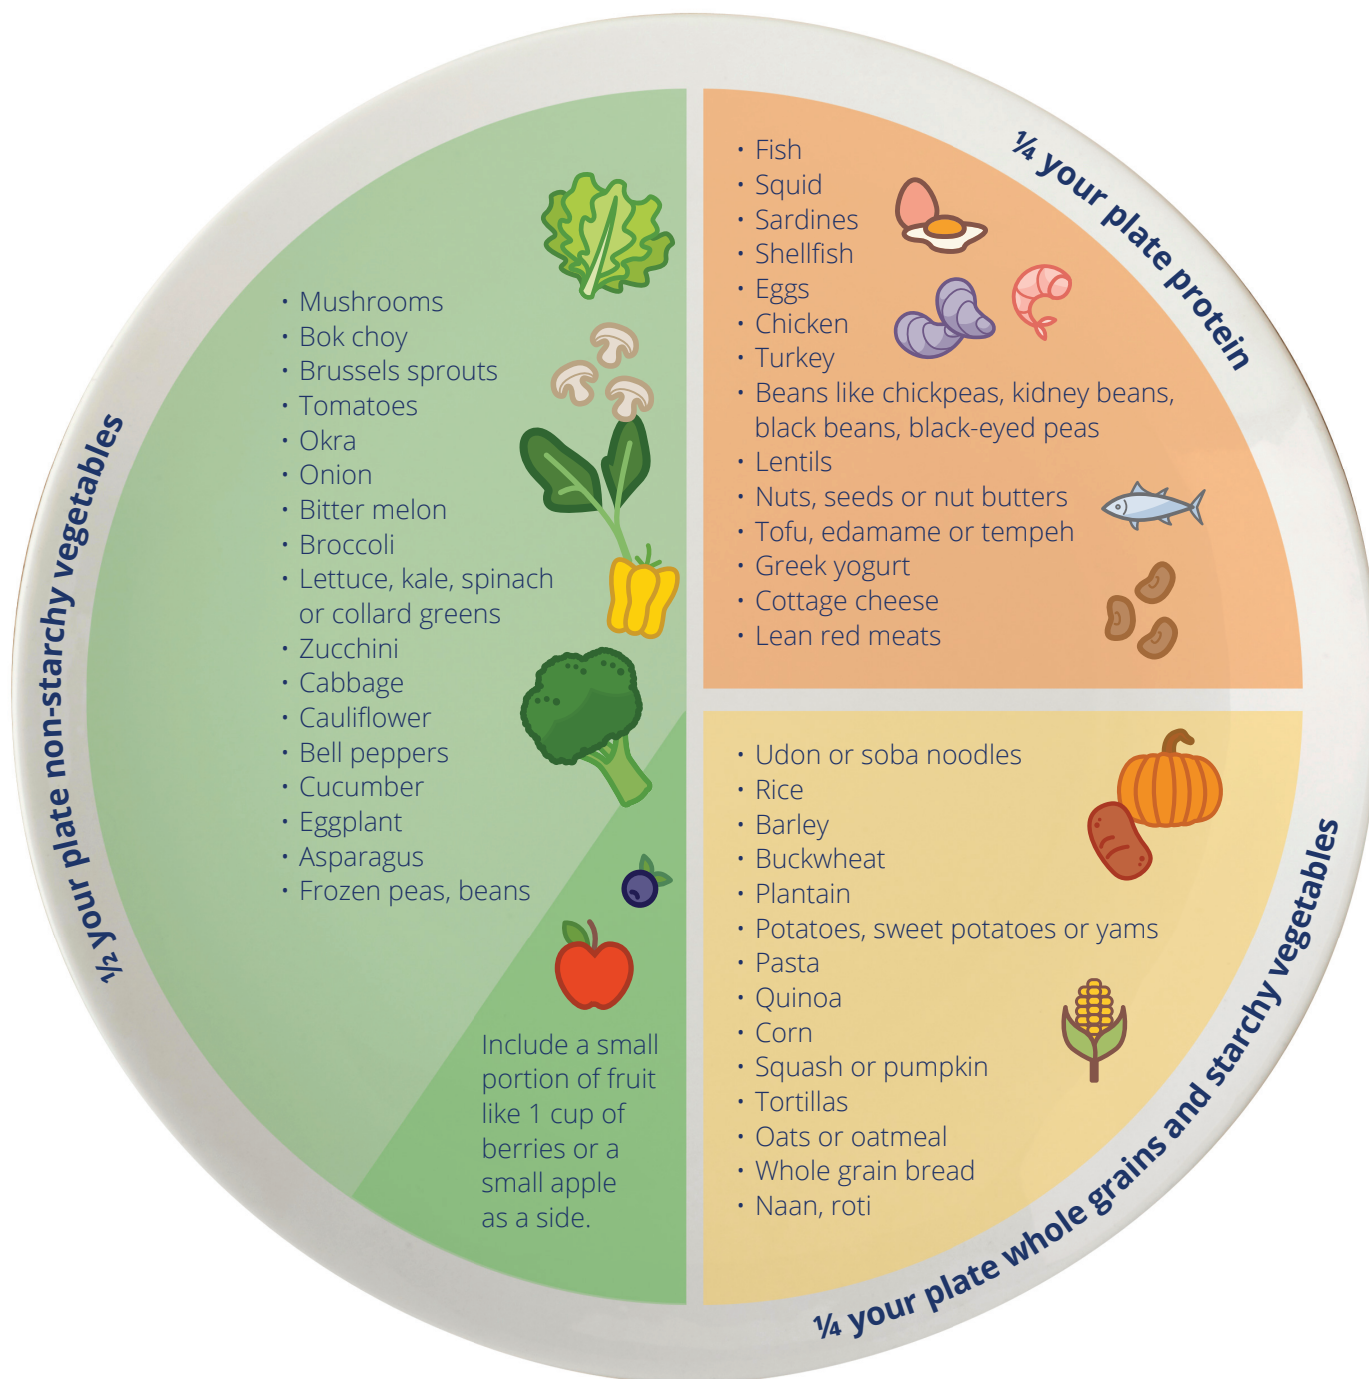 ½ your plate non-starchy vegetables
• Mushrooms
• Bok choy
• Brussels sprouts
• Tomatoes
• Okra
• Onion
• Bitter melon
• Broccoli
• Lettuce, kale, spinach
or collard greens
• Zucchini
• Cabbage
• Cauliflower
• Bell peppers
• Cucumber
• Eggplant
• Asparagus
• Frozen peas, beans
Include a small
portion of fruit
like 1 cup of
berries or a
small apple
as a side.
¼ your plate protein
• Fish
• Squid
• Sardines
• Shellfish
• Eggs
• Chicken
• Turkey
• Beans like chickpeas, kidney beans,
black beans, black-eyed peas
• Lentils
• Nuts, seeds or nut butters
• Tofu, edamame or tempeh
• Greek yogurt
• Cottage cheese
• Lean red meats
¼ your plate whole grains and starchy vegetables
• Udon or soba noodles
• Rice
• Barley
• Buckwheat
• Plantain
• Potatoes, sweet potatoes or yams
• Pasta
• Quinoa
• Corn
• Squash or pumpkin
• Tortillas
• Oats or oatmeal
• Whole grain bread
• Naan, roti